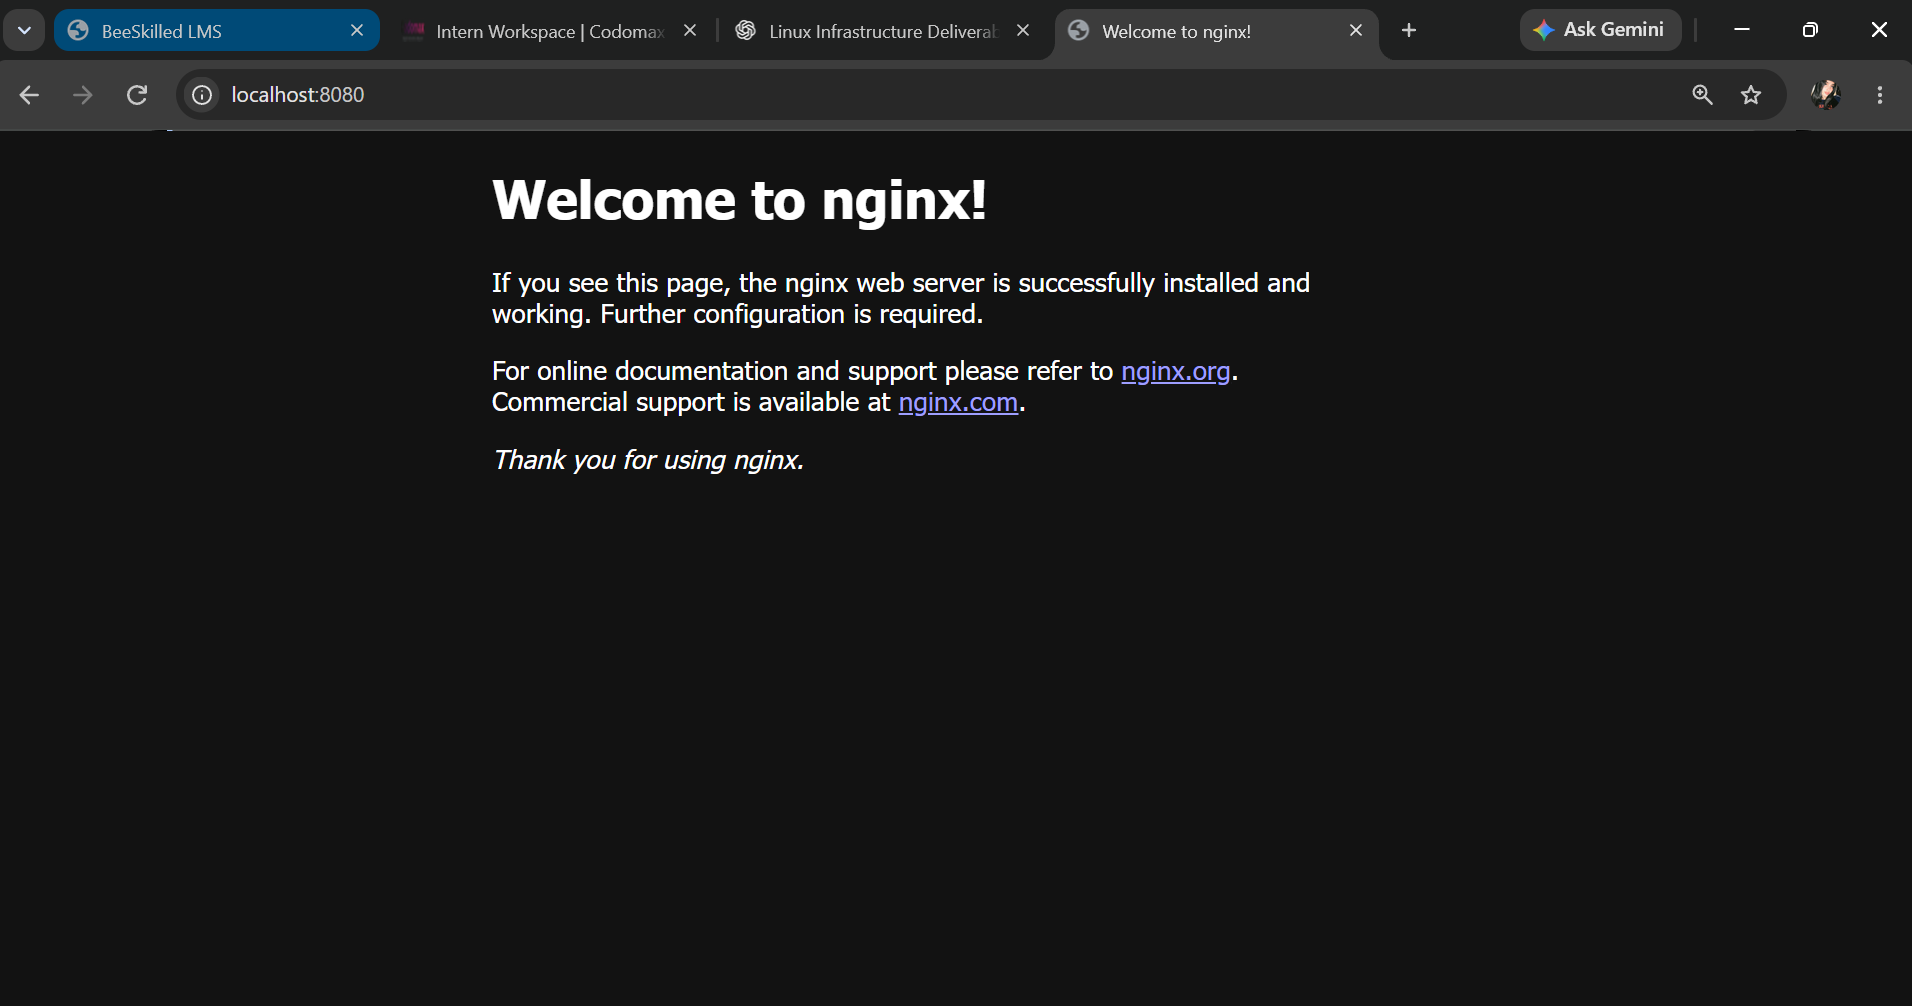 BeeSkilled LMS
Intern Workspace | Codomax
Linux Infrastructure Deliverab
Welcome to nginx!
Ask Gemini
localhost:8080
Welcome to nginx!
If you see this page, the nginx web server is successfully installed and
working. Further configuration is required.
For online documentation and support please refer to nginx.org.
Commercial support is available at nginx.com.
Thank you for using nginx.